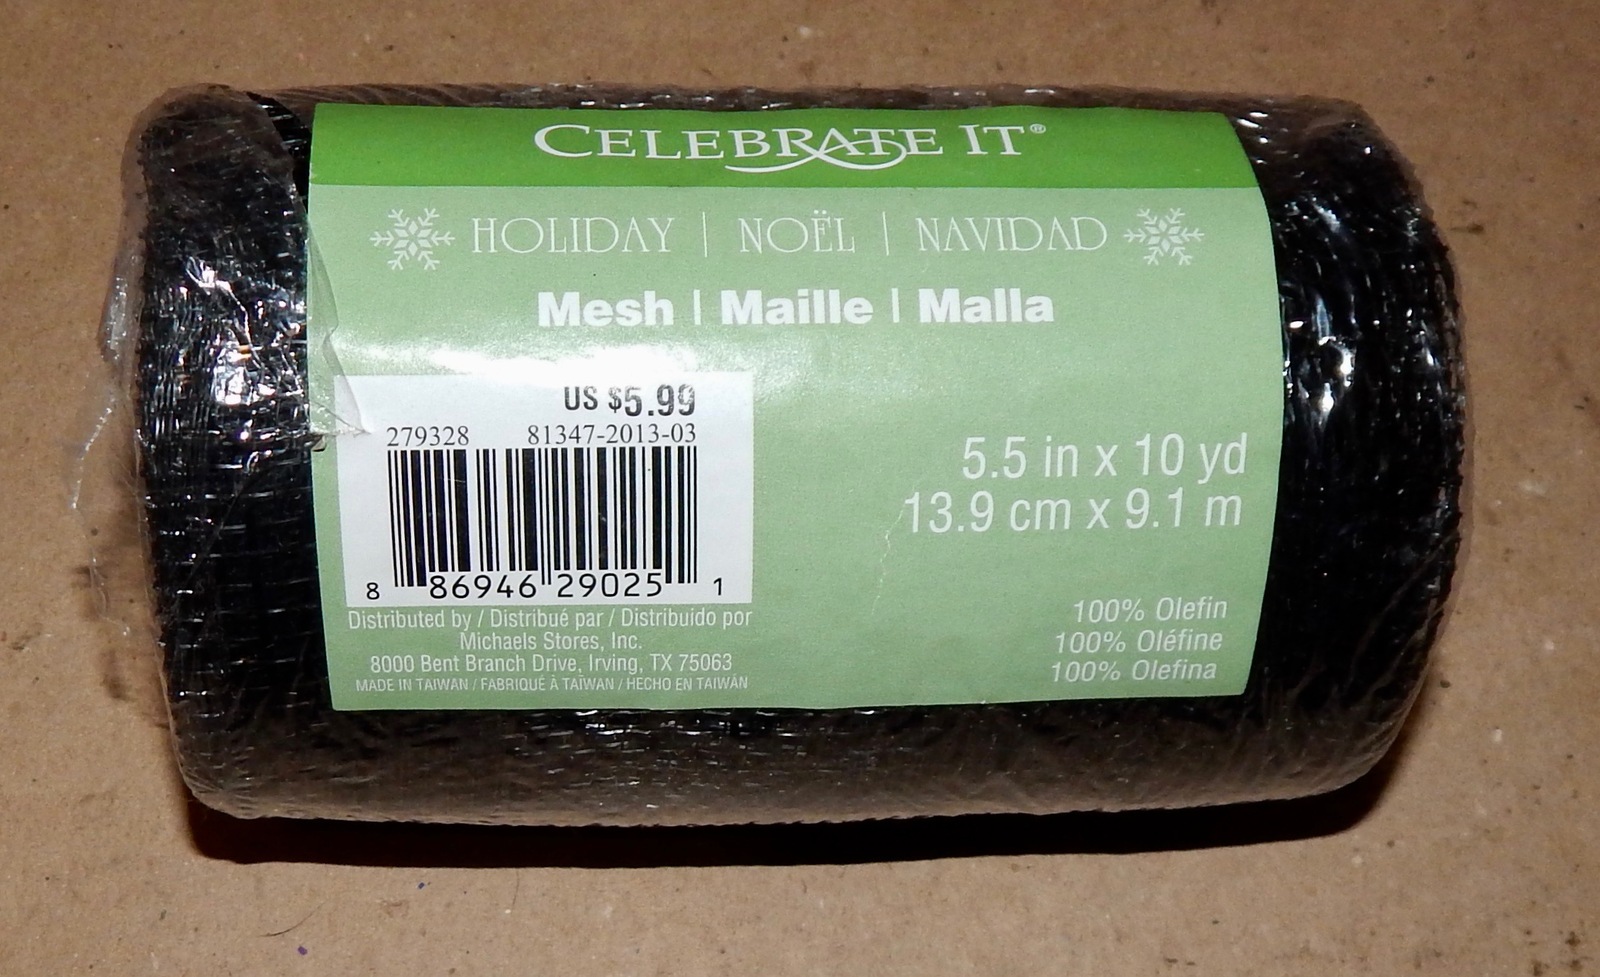 CELEBRATE IT®
HOLIDAY | NOËL | NAVIDAD
Mesh | Maille | Malla
US $5.99
279328 81347-2013-03
8 86946 29025 1
5.5 in x 10 yd
13.9 cm x 9.1 m
Distributed by / Distribué par / Distribuido por
Michaels Stores, Inc.
8000 Bent Branch Drive, Irving, TX 75063
MADE IN TAIWAN / FABRIQUÉ À TAÏWAN / HECHO EN TAIWÁN
100% Olefin
100% Oléfine
100% Olefina